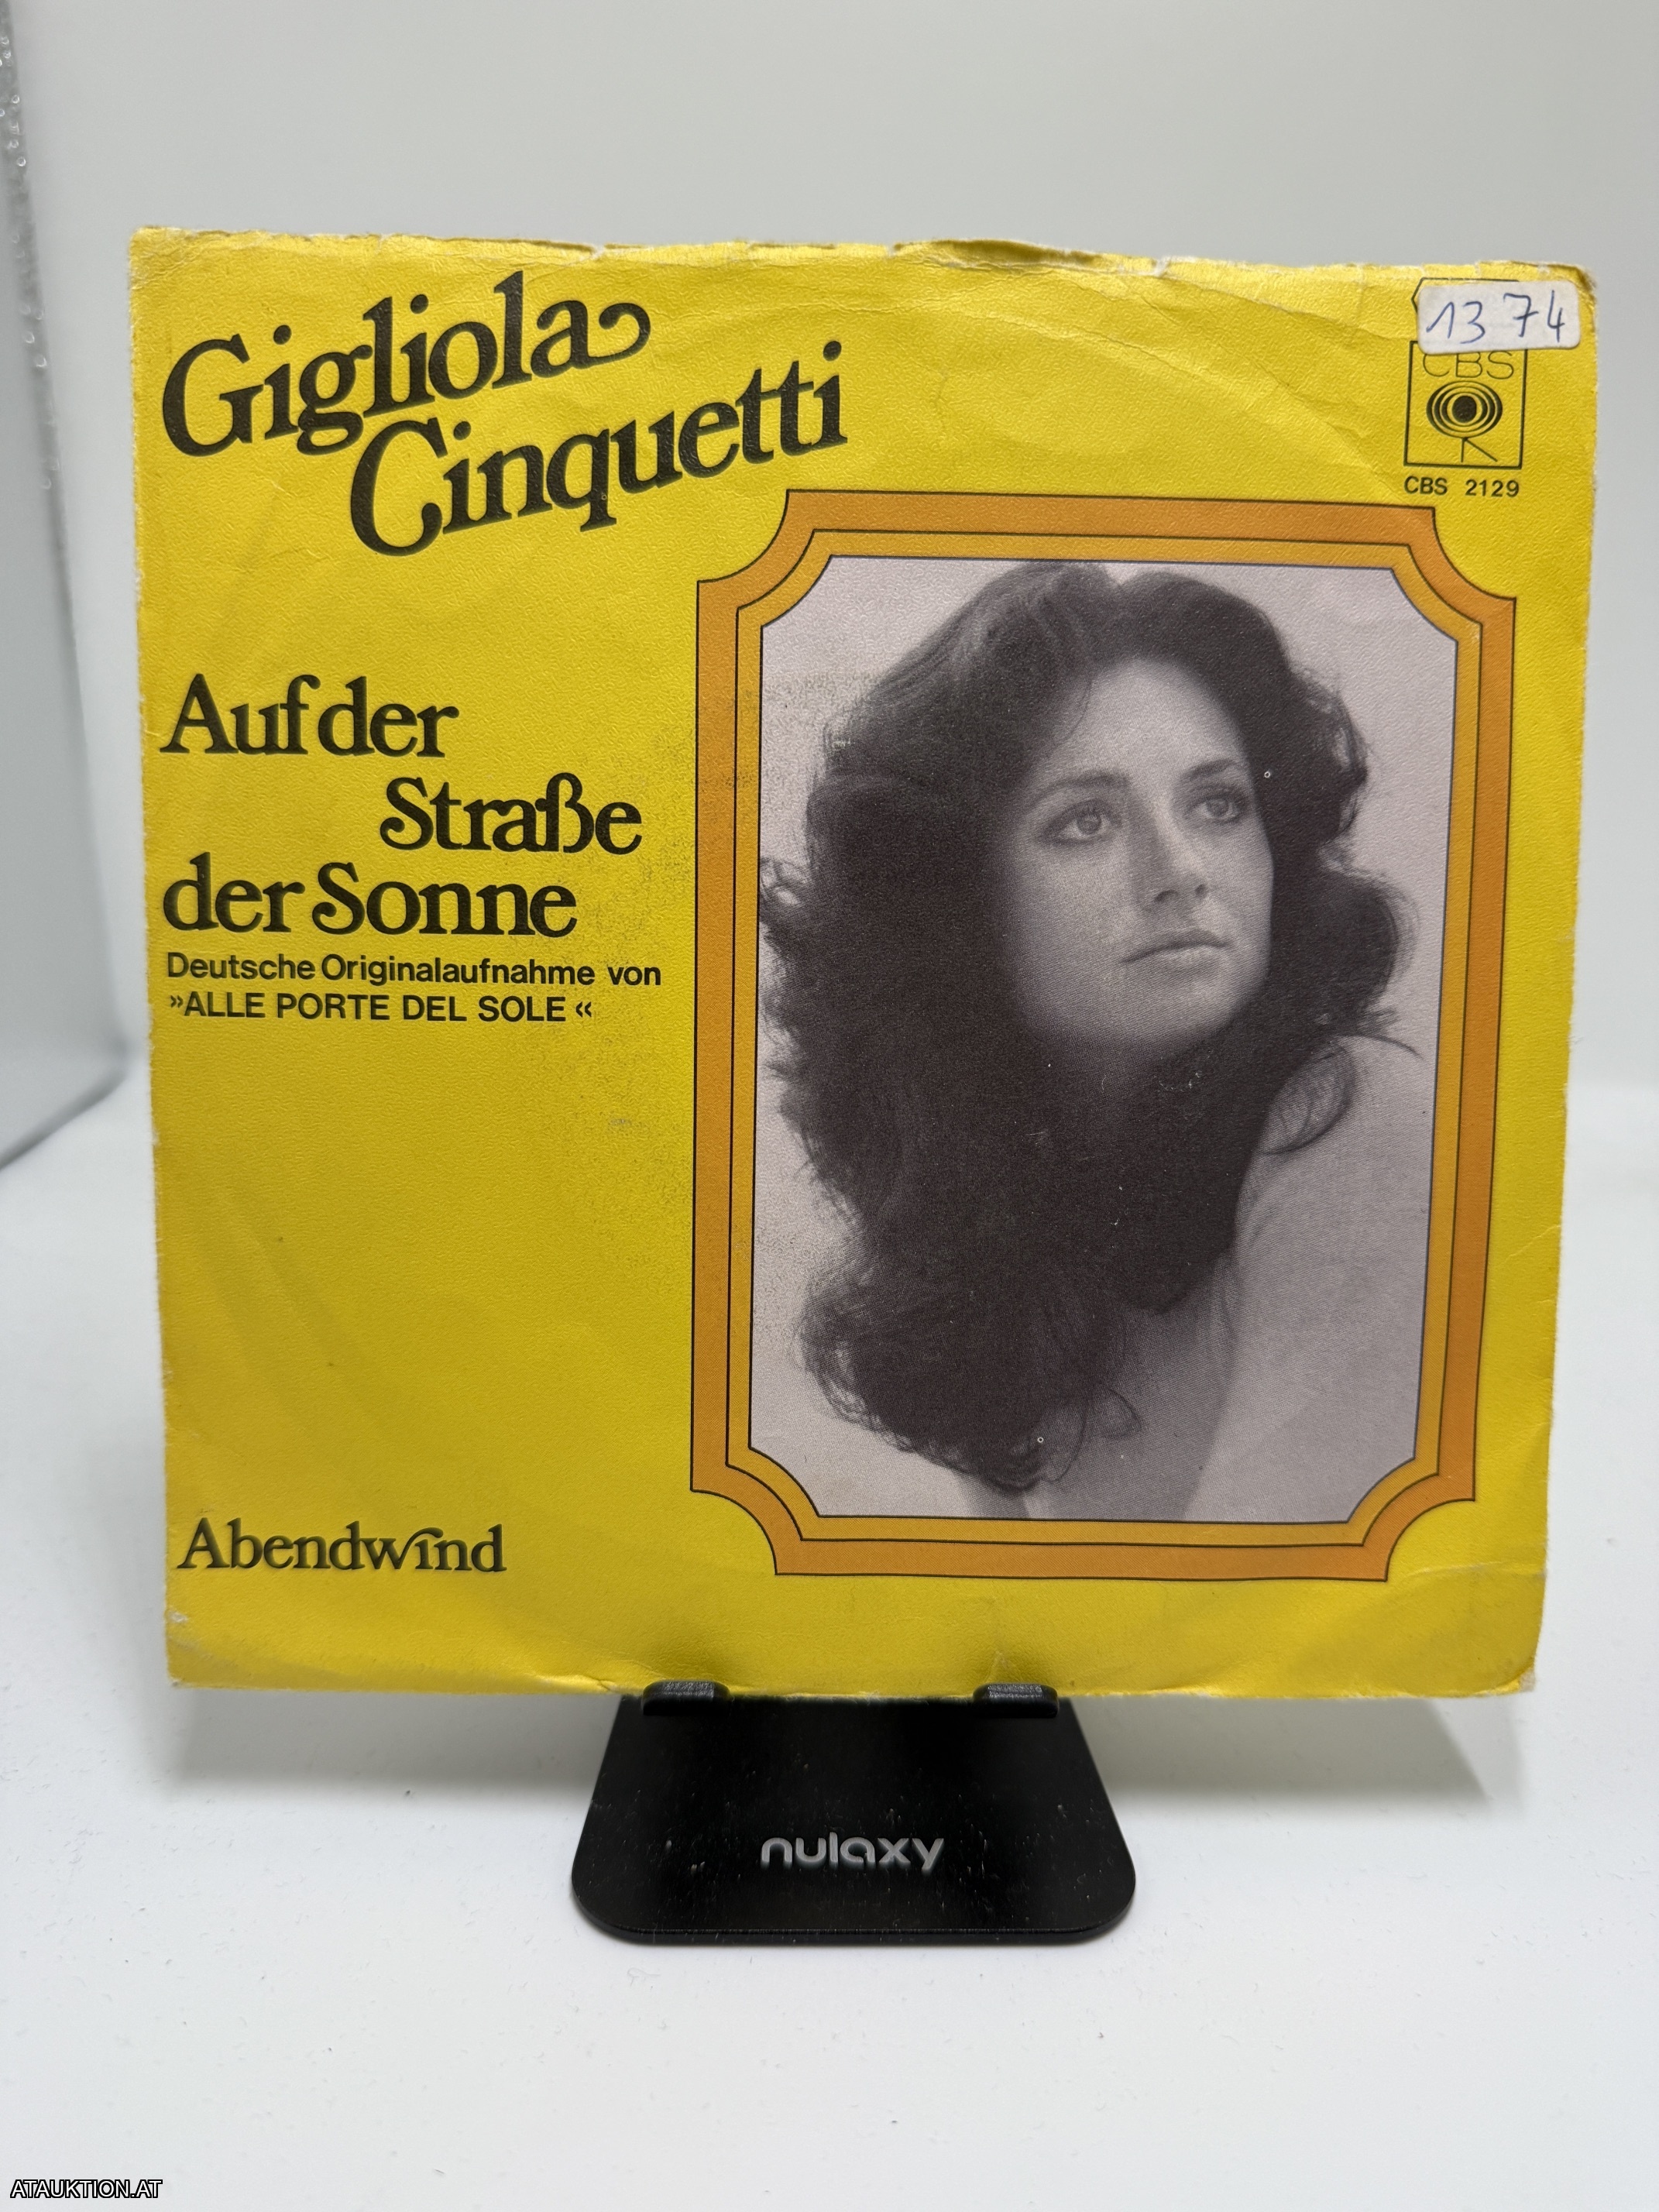 Gigliola
Cinquetti
13 74
CBS
CBS 2129
Auf der
Straße
der Sonne
Deutsche Originalaufnahme von
»ALLE PORTE DEL SOLE«
Abendwind
nulaxy
ATAUKTION.AT